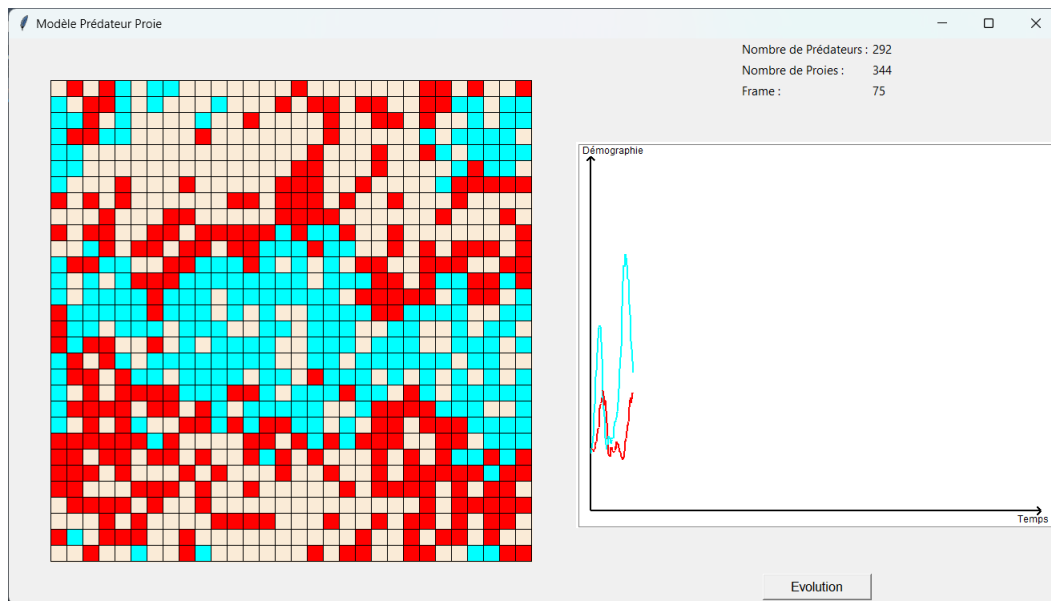 Modèle Prédateur Proie
Nombre de Prédateurs : 292
Nombre de Proies : 344
Frame : 75
Démographie
Temps
Evolution